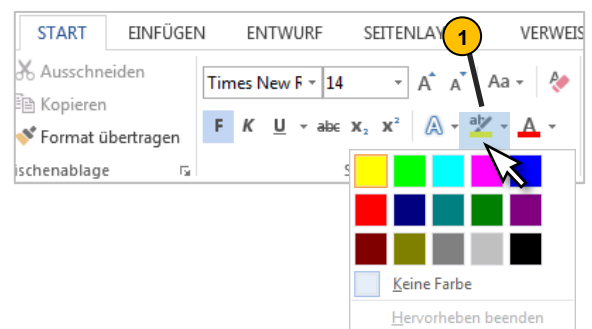 START EINFÜGEN ENTWURF SEITENLAY 1 VERWEIS
Ausschneiden
Times New R 14 A A Aa
Kopieren
F K U abc x₂ x² A ab A
Format übertragen
ischenablage S
Keine Farbe
Hervorheben beenden